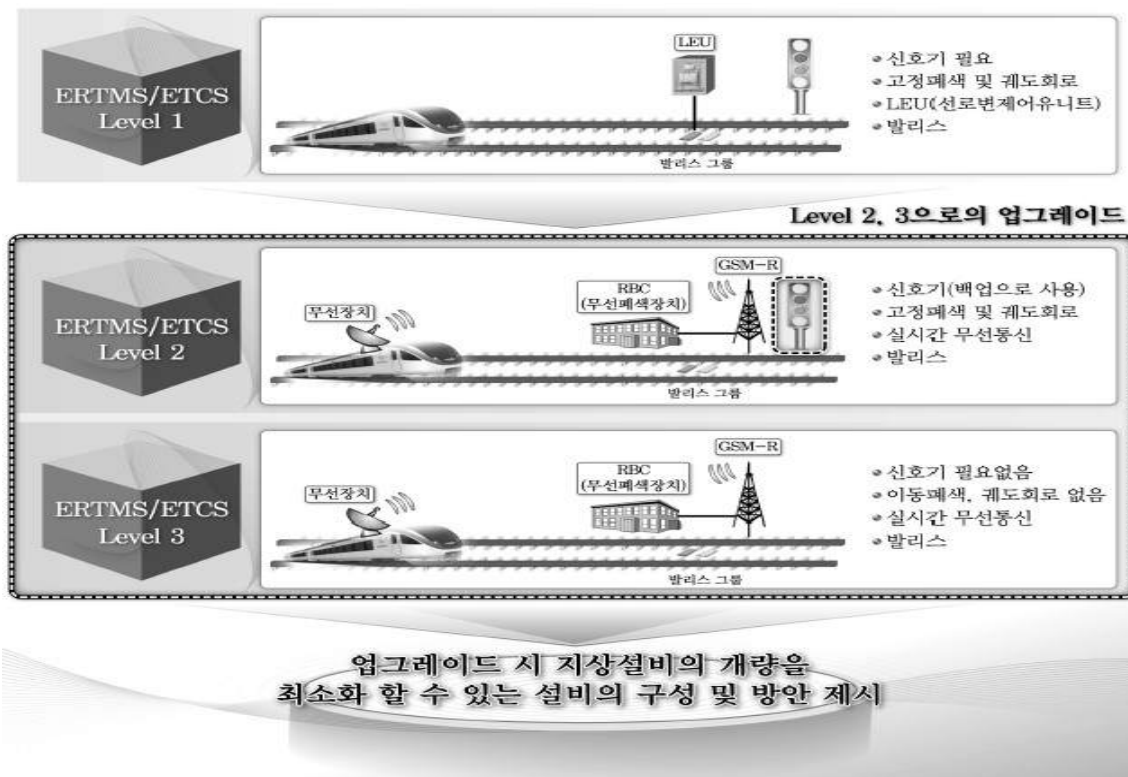 ERTMS/ETCS
Level 1
LEU
발리스 그룹
신호기 필요
고정폐색 및 궤도회로
LEU(선로변제어유니트)
발리스
Level 2, 3으로의 업그레이드
ERTMS/ETCS
Level 2
무선장치
RBC
(무선폐색장치)
GSM-R
발리스 그룹
신호기(백업으로 사용)
고정폐색 및 궤도회로
실시간 무선통신
발리스
ERTMS/ETCS
Level 3
무선장치
RBC
(무선폐색장치)
GSM-R
발리스 그룹
신호기 필요없음
이동폐색, 궤도회로 없음
실시간 무선통신
발리스
업그레이드 시 지상설비의 개량을
최소화 할 수 있는 설비의 구성 및 방안 제시